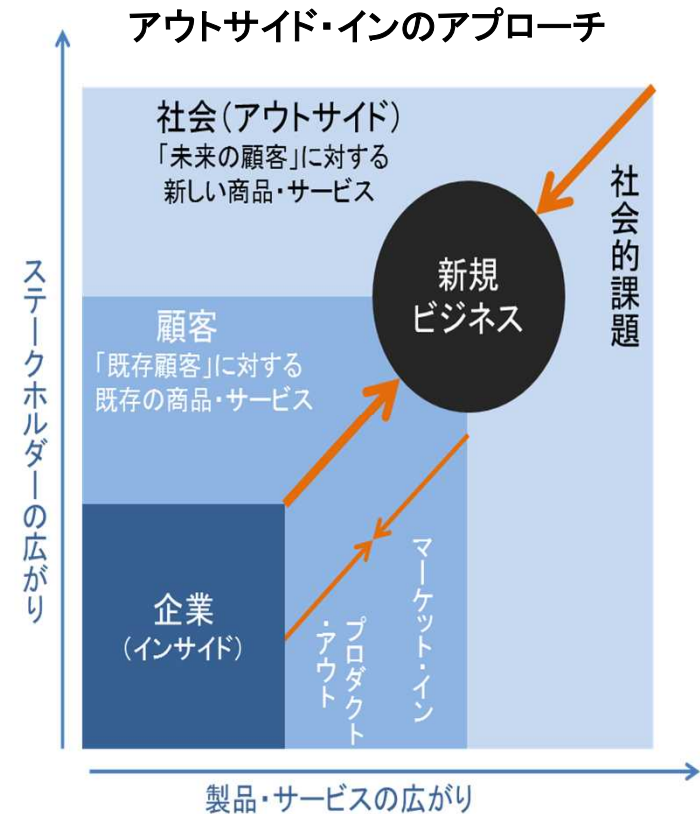 アウトサイド・インのアプローチ
社会(アウトサイド)
「未来の顧客」に対する
新しい商品・サービス
社会的課題
新規
ビジネス
顧客
「既存顧客」に対する
既存の商品・サービス
ステークホルダーの広がり
企業
(インサイド)
マーケット・イン
プロダクト
・アウト
製品・サービスの広がり